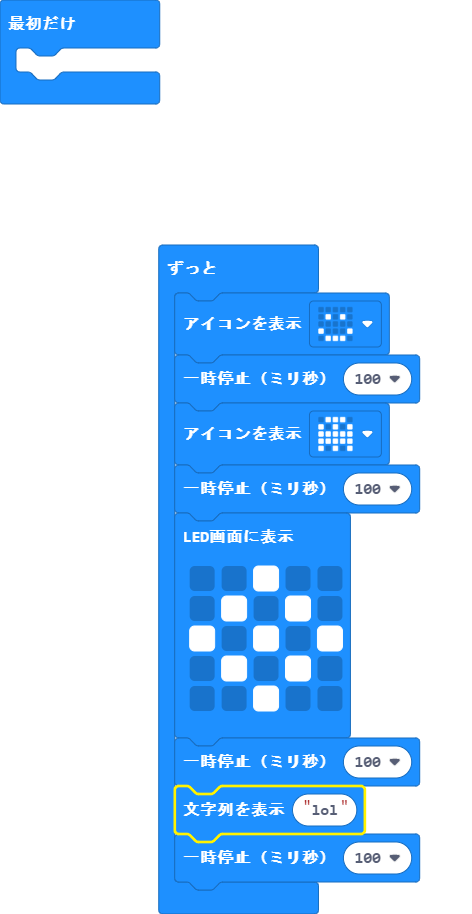 最初だけ
ずっと
アイコンを表示
一時停止（ミリ秒） 100
アイコンを表示
一時停止（ミリ秒） 100
LED画面に表示
一時停止（ミリ秒） 100
文字列を表示 "lol"
一時停止（ミリ秒） 100